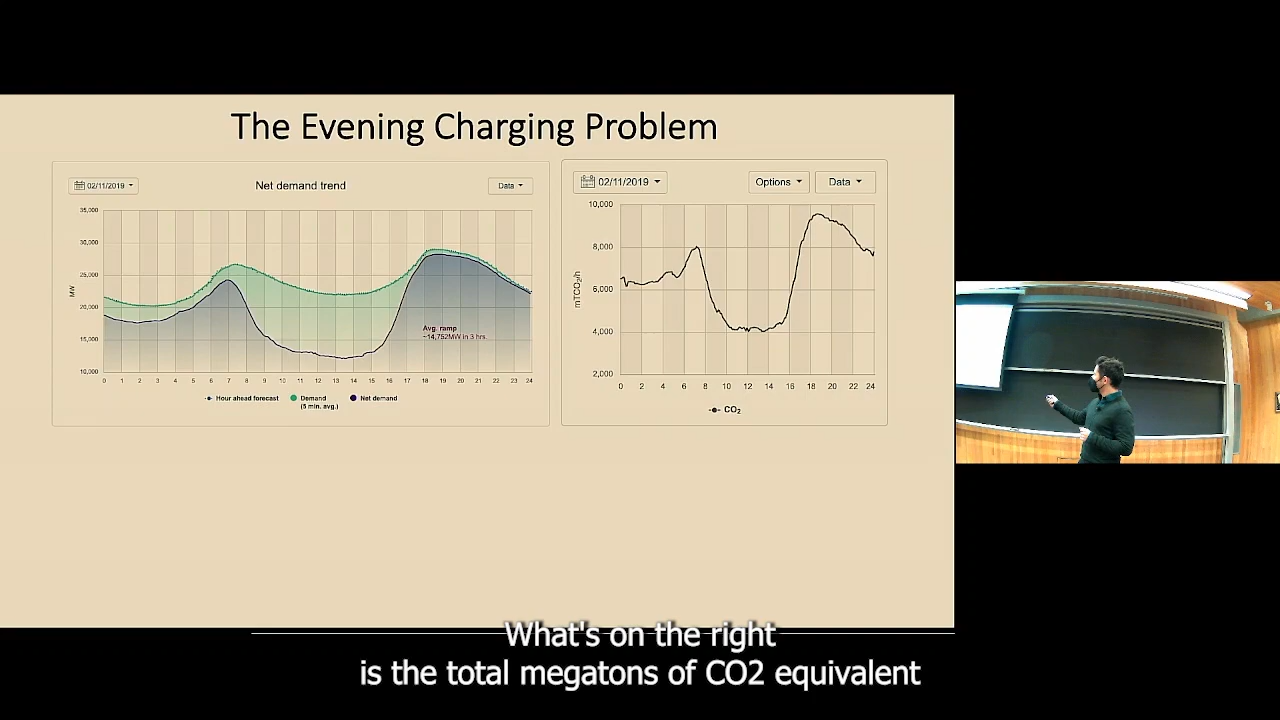 The Evening Charging Problem
02/11/2019
Net demand trend
Data
35,000
30,000
25,000
20,000
15,000
10,000
MW
Avg. ramp
~14,752MW in 3 hrs.
0 1 2 3 4 5 6 7 8 9 10 11 12 13 14 15 16 17 18 19 20 21 22 23 24
Hour ahead forecast Demand Net demand
(5 min. avg.)
02/11/2019
Options
Data
10,000
8,000
6,000
4,000
2,000
mTCO₂/h
0 2 4 6 8 10 12 14 16 18 20 22 24
CO₂
What's on the right
is the total megatons of CO2 equivalent